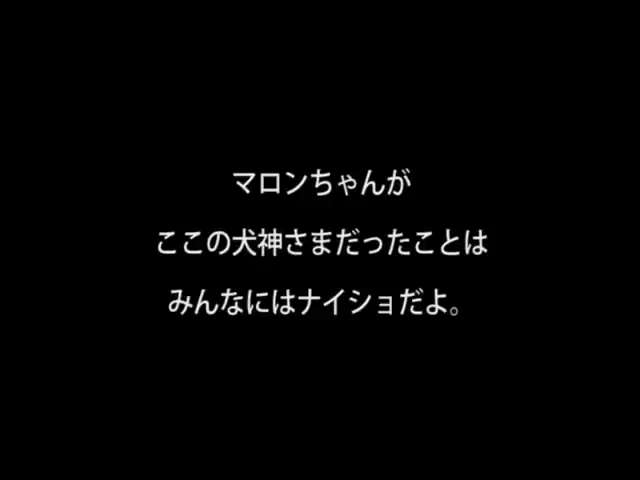 マロンちゃんが
ここの犬神さまだったことは
みんなにはナイショだよ。